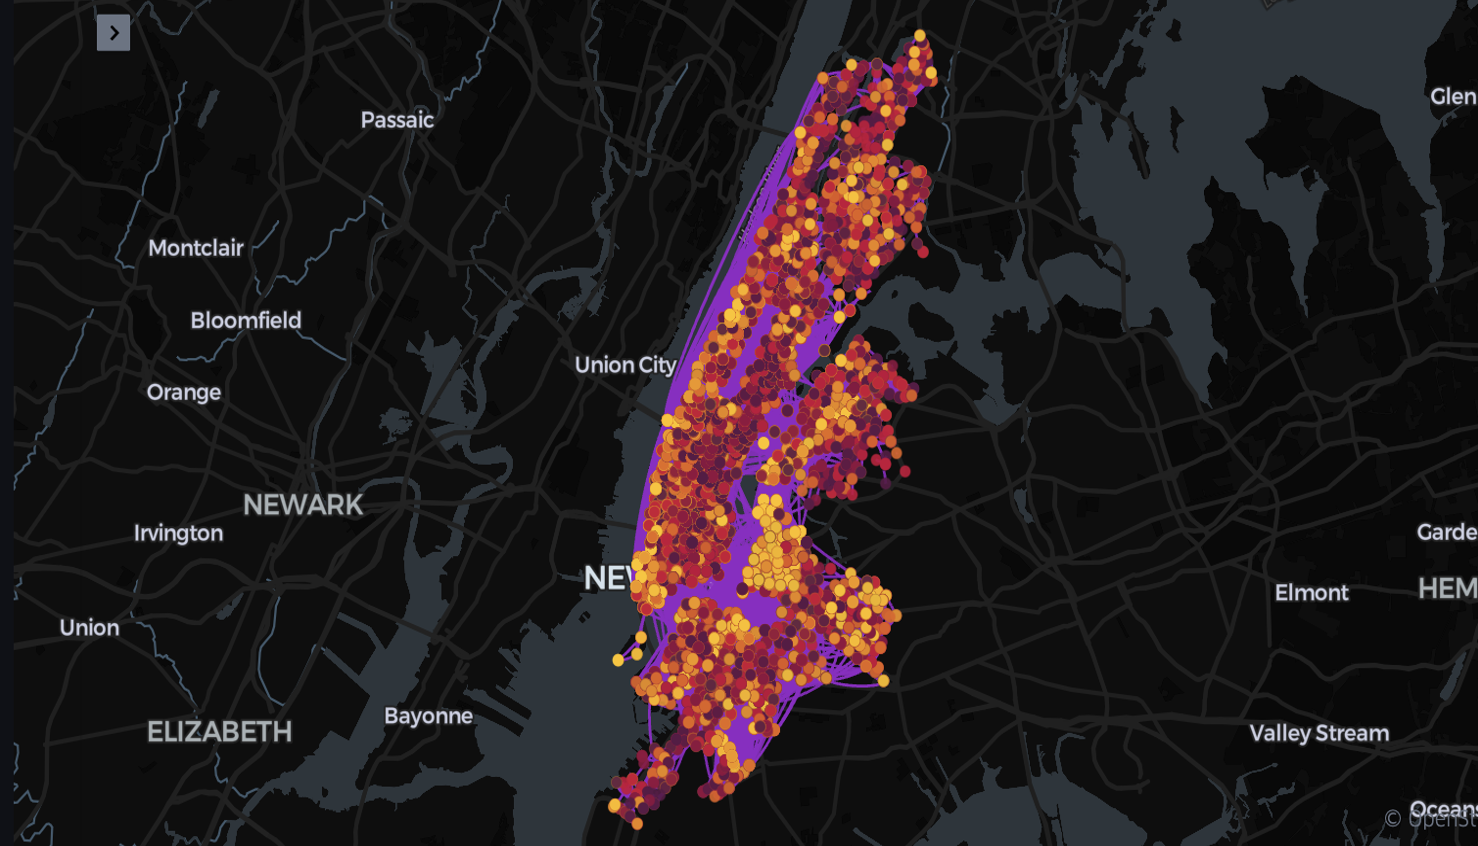 Glen
Passaic
Montclair
Bloomfield
Union City
Orange
NEWARK
Irvington
Garde
NEW
Elmont
HEM
Union
Bayonne
ELIZABETH
Valley Stream
Oceans
© OpenSt